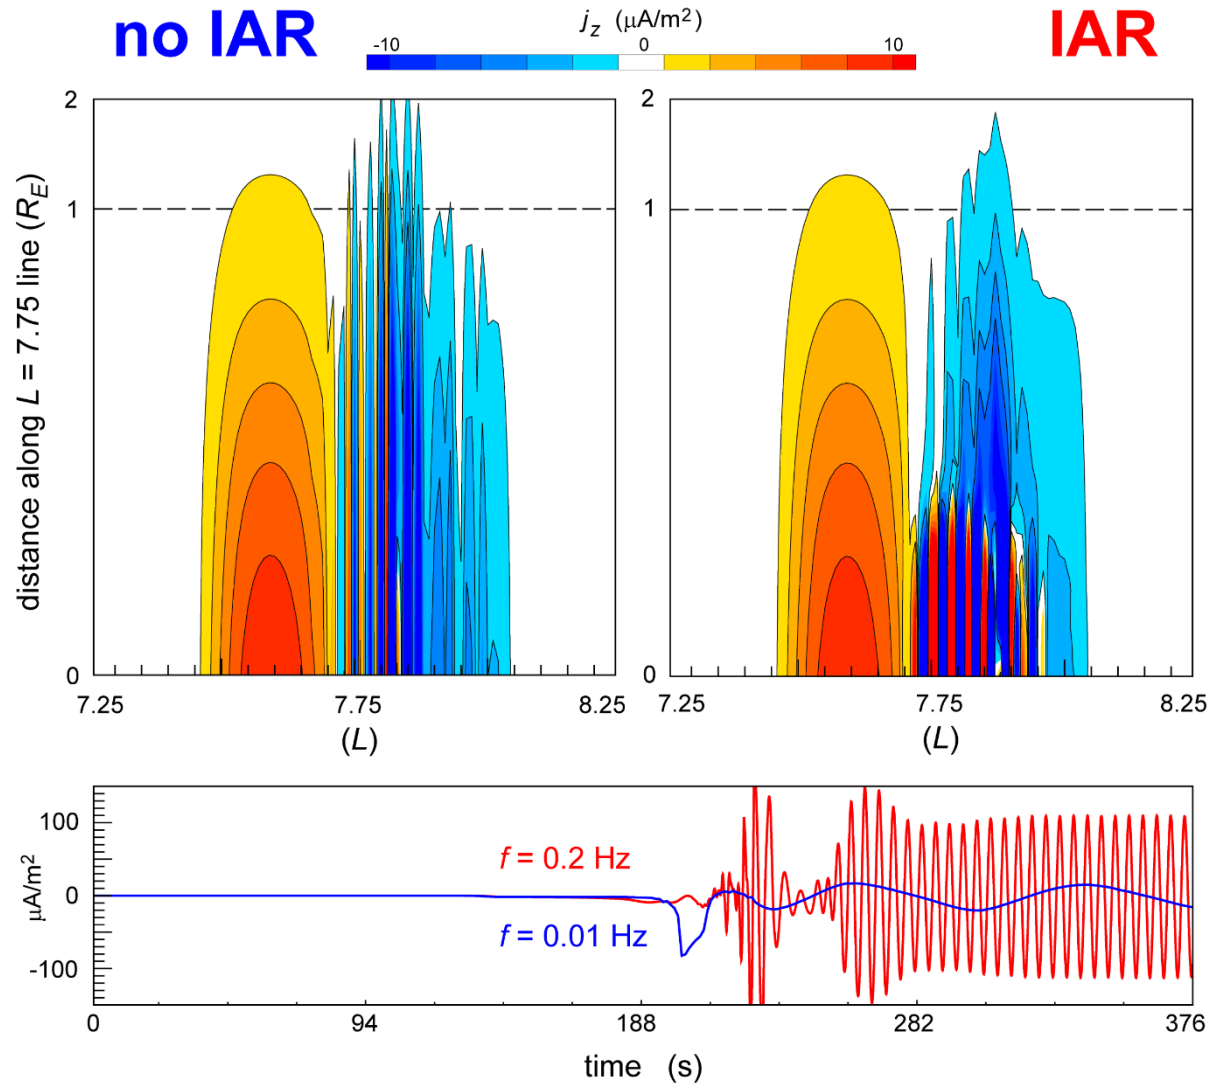 no IAR
j_z (μA/m²)
IAR
-10
0
10
distance along L = 7.75 line (R_E)
2
1
0
7.25
7.75
8.25
(L)
2
1
0
7.25
7.75
8.25
(L)
μA/m²
100
0
-100
f = 0.2 Hz
f = 0.01 Hz
0
94
188
282
376
time (s)